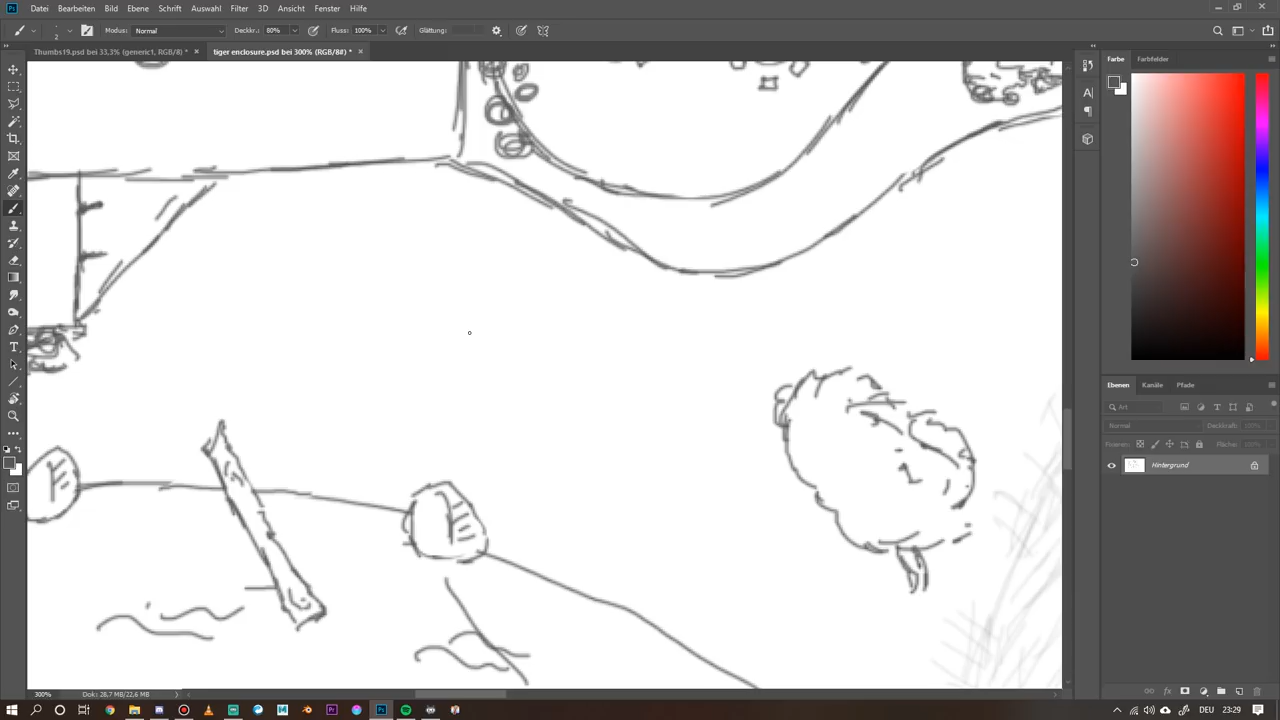 Datei Bearbeiten Bild Ebene Schrift Auswahl Filter 3D Ansicht Fenster Hilfe
2 Modus: Normal Deckkr.: 80% Fluss: 100% Glättung:
Thumbs19.psd bei 33,3% (generic1, RGB/8) * × tiger enclosure.psd bei 300% (RGB/8#) * ×
Farbe Farbfelder
Ebenen Kanäle Pfade
Art
Normal Deckkraft: 100%
Fixieren: Fläche: 100%
Hintergrund
300% Dok: 28,7 MB/22,6 MB
DEU 23:29